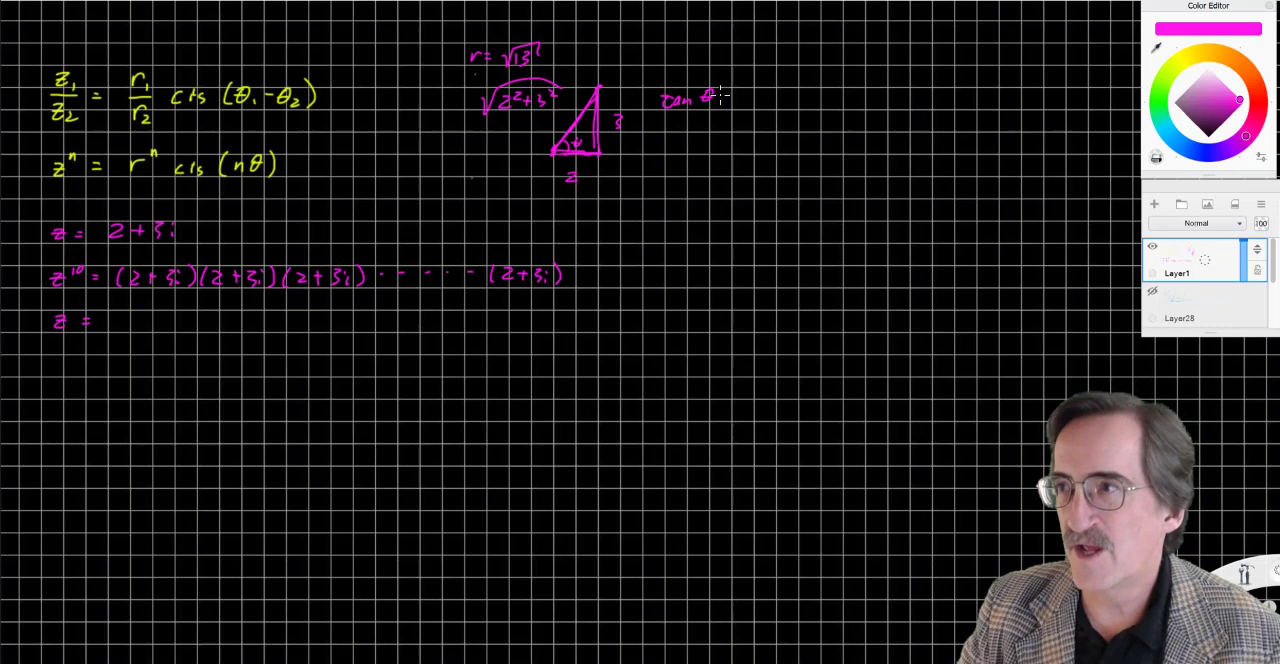 z₁/z₂ = r₁/r₂ cis (θ₁-θ₂)
zⁿ = rⁿ cis (nθ)
r = √13
√2²+3²
3
2
tan θ
z = 2+3i
z¹⁰ = (2+3i)(2+3i)(2+3i) ------ (2+3i)
z =
Color Editor
Normal
100
Layer1
Layer28